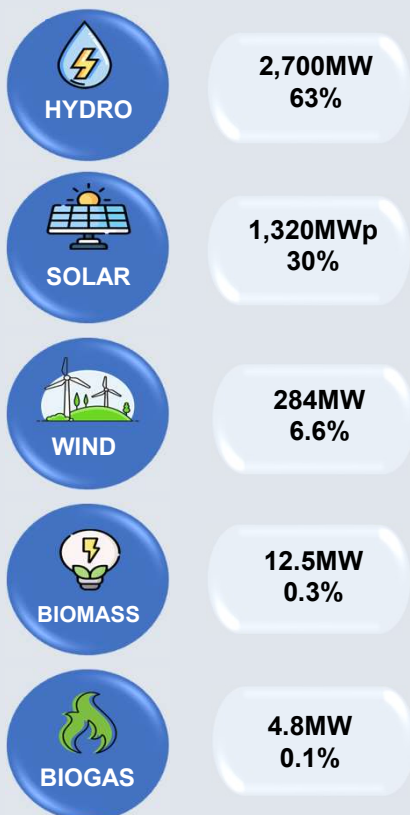 HYDRO
2,700MW
63%
SOLAR
1,320MWp
30%
WIND
284MW
6.6%
BIOMASS
12.5MW
0.3%
BIOGAS
4.8MW
0.1%